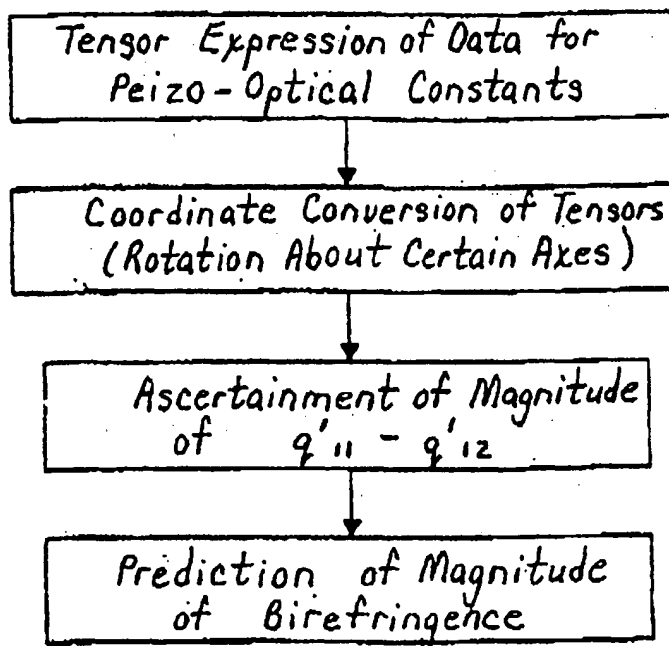 Tensor Expression of Data for
Peizo-Optical Constants
Coordinate Conversion of Tensors
(Rotation About Certain Axes)
Ascertainment of Magnitude
of q'₁₁ - q'₁₂
Prediction of Magnitude
of Birefringence